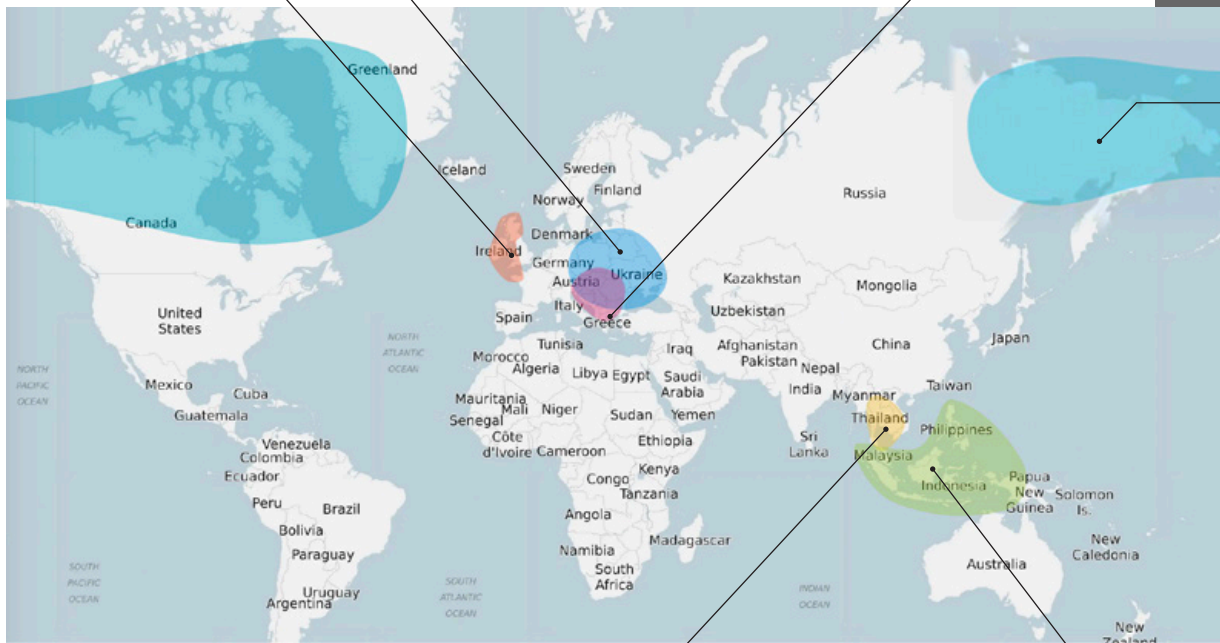 Greenland
Iceland
Sweden
Finland
Norway
Russia
Canada
Denmark
Ireland
Germany
Ukraine
Austria
Kazakhstan
Mongolia
Italy
Uzbekistan
United
States
Spain
Greece
NORTH
ATLANTIC
OCEAN
Tunisia
Japan
China
Afghanistan
Iraq
Morocco
Pakistan
Algeria
Nepal
NORTH
PACIFIC
OCEAN
Libya
Egypt
Saudi
Arabia
India
Mexico
Cuba
Taiwan
Myanmar
Mauritania
Mali
Niger
Guatemala
Senegal
Sudan
Yemen
Thailand
Philippines
Côte
d'Ivoire
Sri
Lanka
Ethiopia
Venezuela
Cameroon
Colombia
Malaysia
Kenya
Ecuador
Congo
Indonesia
Papua
New
Guinea
Tanzania
Solomon
Is.
Peru
Brazil
Angola
Bolivia
Madagascar
New
Caledonia
Namibia
Paraguay
Australia
South
Africa
SOUTH
PACIFIC
OCEAN
SOUTH
ATLANTIC
OCEAN
INDIAN
OCEAN
Uruguay
Argentina
New
Zealand